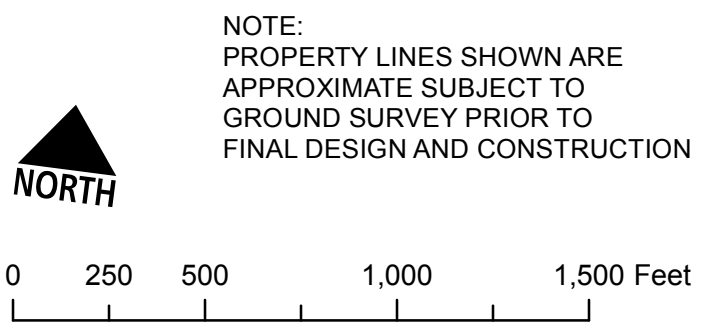 NOTE:
PROPERTY LINES SHOWN ARE
APPROXIMATE SUBJECT TO
GROUND SURVEY PRIOR TO
FINAL DESIGN AND CONSTRUCTION
NORTH
0 250 500 1,000 1,500 Feet